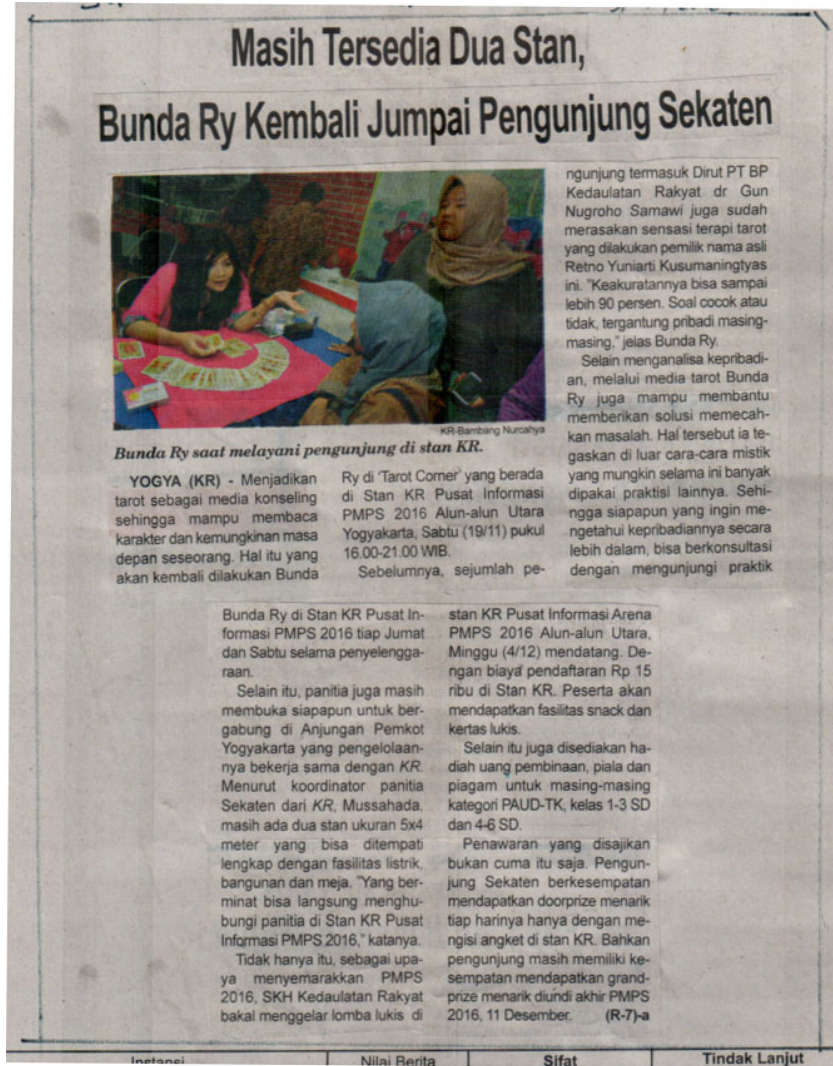 Masih Tersedia Dua Stan,
Bunda Ry Kembali Jumpai Pengunjung Sekaten
KR-Bambang Nurcahya
Bunda Ry saat melayani pengunjung di stan KR.
YOGYA (KR) - Menjadikan
tarot sebagai media konseling
sehingga mampu membaca
karakter dan kemungkinan masa
depan seseorang. Hal itu yang
akan kembali dilakukan Bunda
Ry di 'Tarot Corner' yang berada
di Stan KR Pusat Informasi
PMPS 2016 Alun-alun Utara
Yogyakarta, Sabtu (19/11) pukul
16.00-21.00 WIB.
Sebelumnya, sejumlah pe-
ngunjung termasuk Dirut PT BP
Kedaulatan Rakyat dr Gun
Nugroho Samawi juga sudah
merasakan sensasi terapi tarot
yang dilakukan pemilik nama asli
Retno Yuniarti Kusumaningtyas
ini. "Keakuratannya bisa sampai
lebih 90 persen. Soal cocok atau
tidak, tergantung pribadi masing-
masing," jelas Bunda Ry.
Selain menganalisa kepribadi-
an, melalui media tarot Bunda
Ry juga mampu membantu
memberikan solusi memecah-
kan masalah. Hal tersebut ia te-
gaskan di luar cara-cara mistik
yang mungkin selama ini banyak
dipakai praktisi lainnya. Sehi-
ngga siapapun yang ingin me-
ngetahui kepribadiannya secara
lebih dalam, bisa berkonsultasi
dengan mengunjungi praktik
Bunda Ry di Stan KR Pusat In-
formasi PMPS 2016 tiap Jumat
dan Sabtu selama penyelengga-
raan.
Selain itu, panitia juga masih
membuka siapapun untuk ber-
gabung di Anjungan Pemkot
Yogyakarta yang pengelolaan-
nya bekerja sama dengan KR.
Menurut koordinator panitia
Sekaten dari KR, Mussahada,
masih ada dua stan ukuran 5x4
meter yang bisa ditempati
lengkap dengan fasilitas listrik,
bangunan dan meja. "Yang ber-
minat bisa langsung menghu-
bungi panitia di Stan KR Pusat
Informasi PMPS 2016," katanya.
Tidak hanya itu, sebagai upa-
ya menyemarakkan PMPS
2016, SKH Kedaulatan Rakyat
bakal menggelar lomba lukis di
stan KR Pusat Informasi Arena
PMPS 2016 Alun-alun Utara,
Minggu (4/12) mendatang. De-
ngan biaya pendaftaran Rp 15
ribu di Stan KR. Peserta akan
mendapatkan fasilitas snack dan
kertas lukis.
Selain itu juga disediakan ha-
diah uang pembinaan, piala dan
piagam untuk masing-masing
kategori PAUD-TK, kelas 1-3 SD
dan 4-6 SD.
Penawaran yang disajikan
bukan cuma itu saja. Pengun-
jung Sekaten berkesempatan
mendapatkan doorprize menarik
tiap harinya hanya dengan me-
ngisi angket di stan KR. Bahkan
pengunjung masih memiliki ke-
sempatan mendapatkan grand-
prize menarik diundi akhir PMPS
2016, 11 Desember. (R-7)-a
Instansi
Nilai Berita
Sifat
Tindak Lanjut